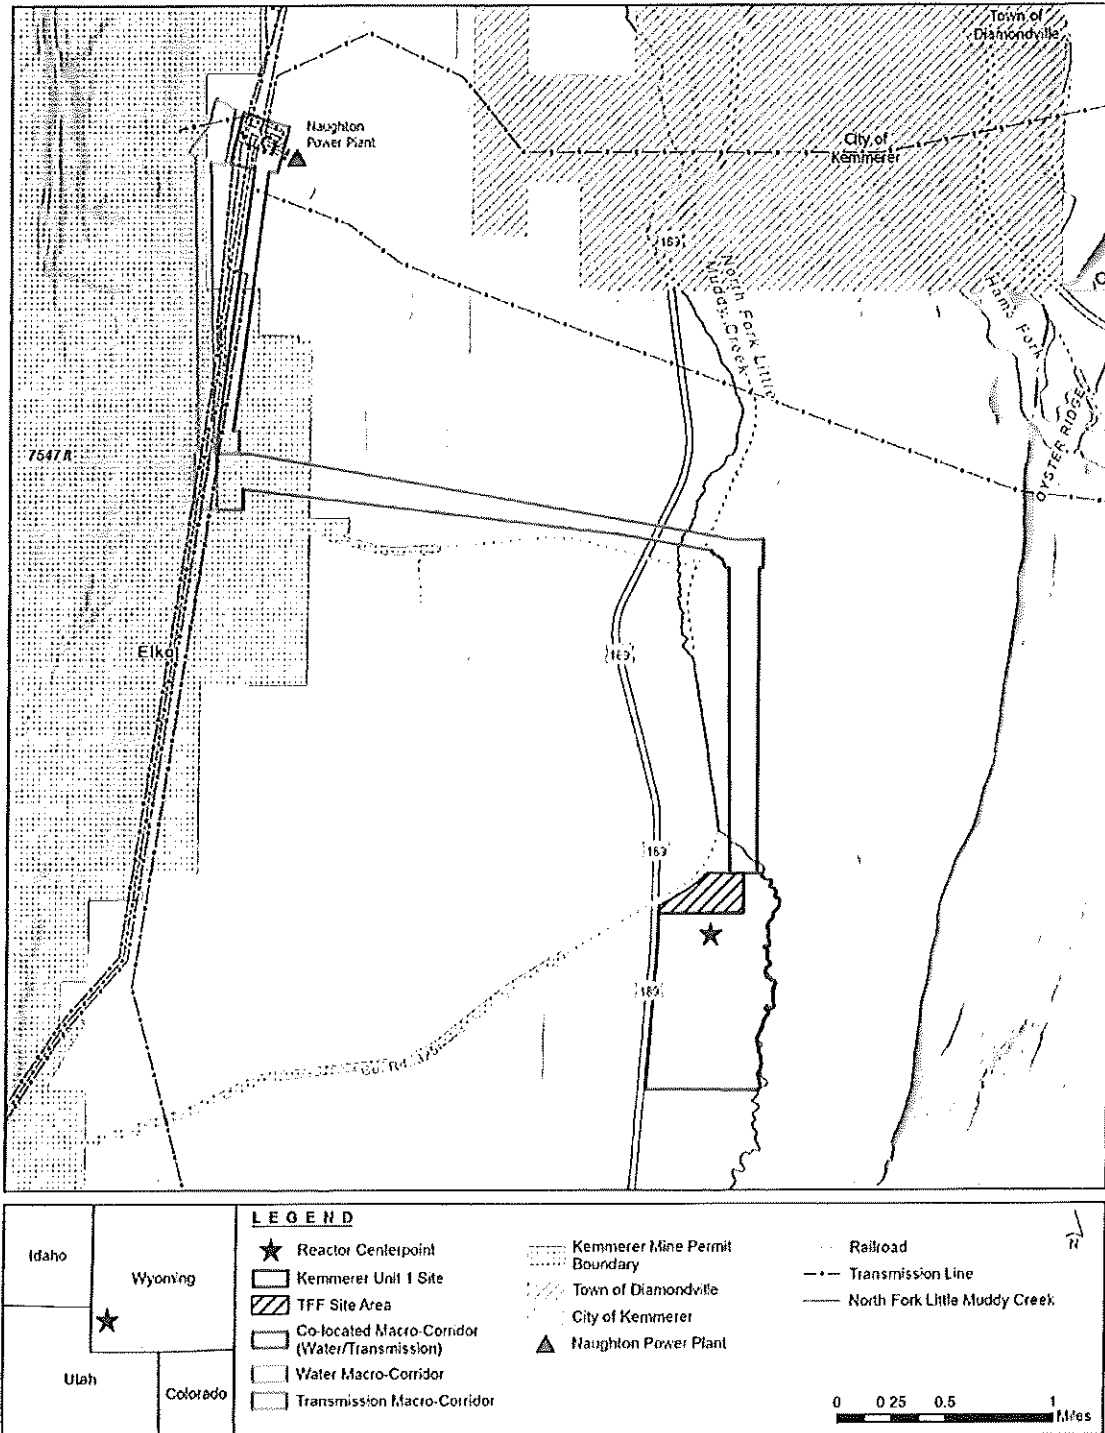 Town of
Diamondville
Naughton
Power Plant
City of
Kemmerer
189
North Fork Little
Muddy Creek
Hams Fork
OYSTER RIDGE
7547 ft
Elkol
189
189
189
LEGEND
Idaho
Wyoming
Utah
Colorado
Reactor Centerpoint
Kemmerer Unit 1 Site
TFF Site Area
Co-located Macro-Corridor
(Water/Transmission)
Water Macro-Corridor
Transmission Macro-Corridor
Kemmerer Mine Permit
Boundary
Town of Diamondville
City of Kemmerer
Naughton Power Plant
Railroad
Transmission Line
North Fork Little Muddy Creek
N
0 0.25 0.5 1
Miles